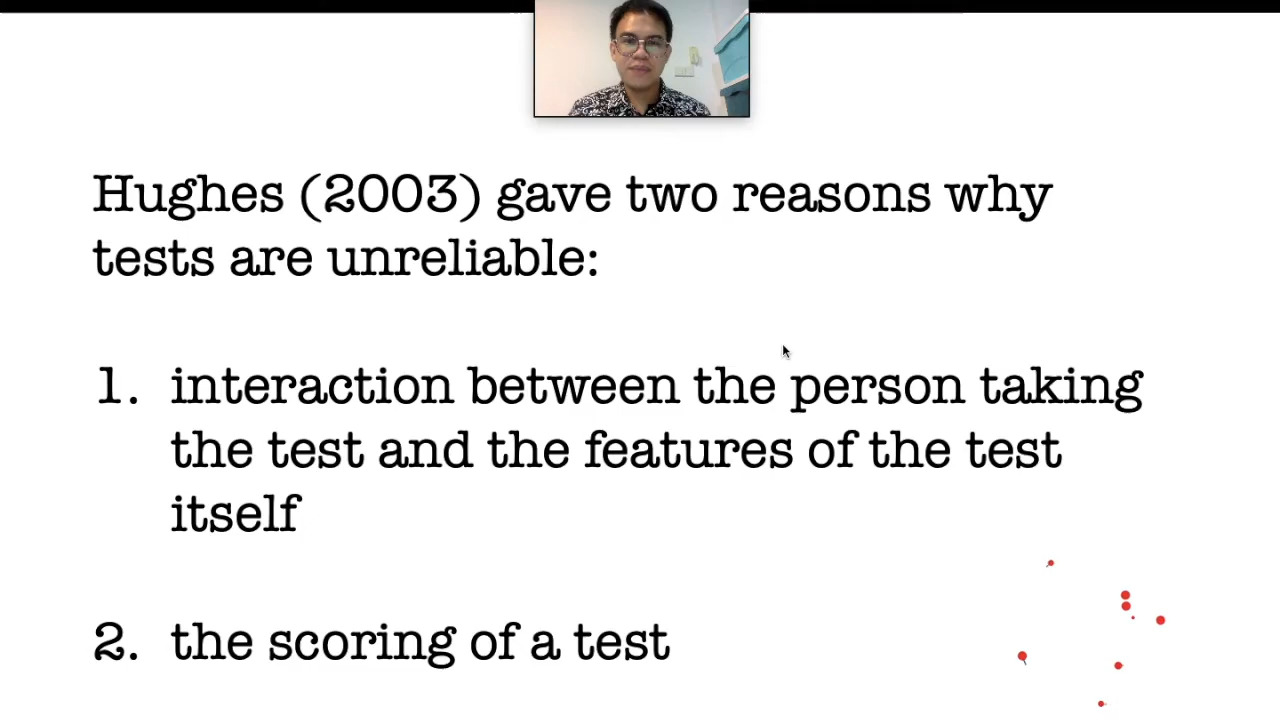 Hughes (2003) gave two reasons why
tests are unreliable:
1. interaction between the person taking
the test and the features of the test
itself
2. the scoring of a test